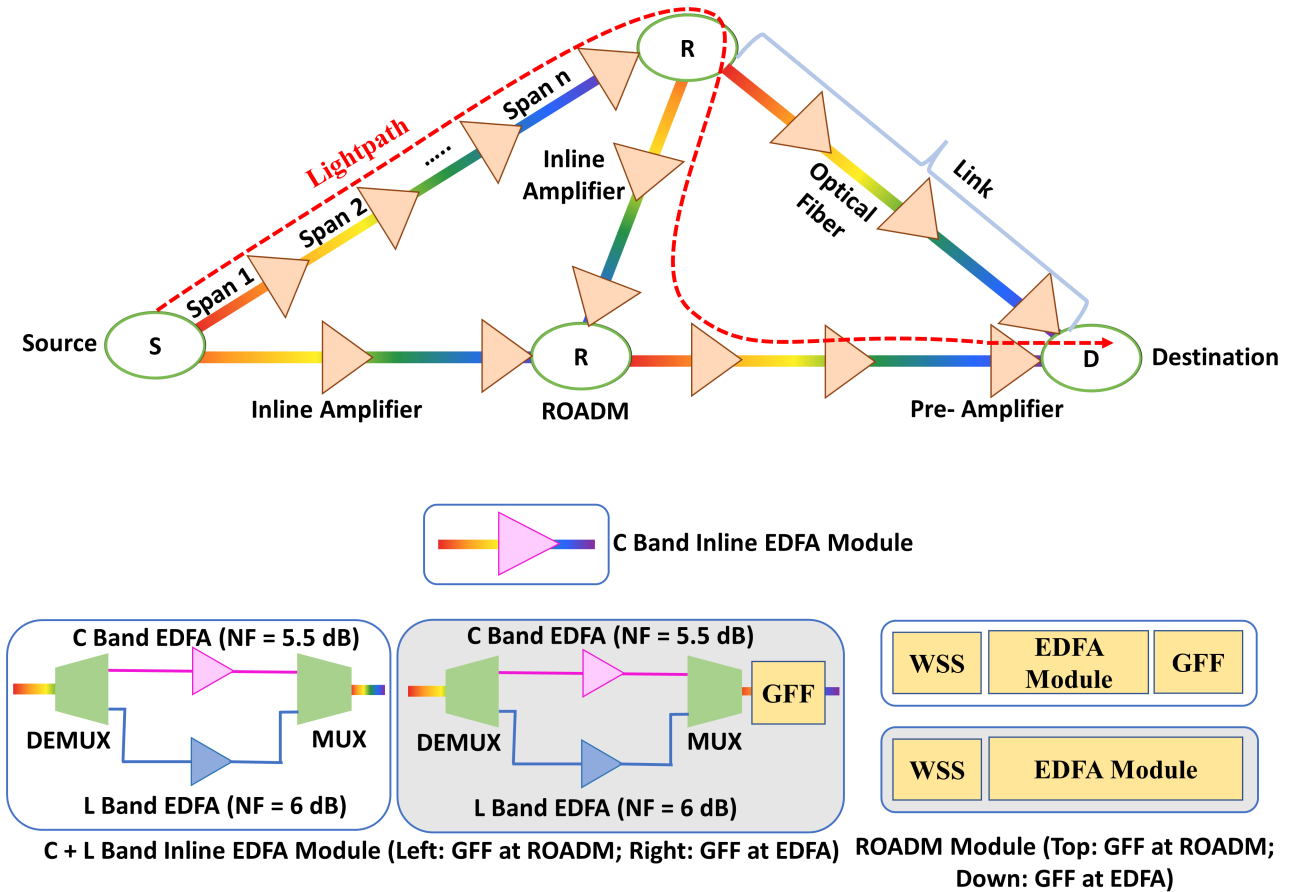 R
Lightpath
Span 1
Span 2
.....
Span n
Inline
Amplifier
Optical
Fiber
Link
Source
S
R
D
Destination
Inline Amplifier
ROADM
Pre- Amplifier
C Band Inline EDFA Module
C Band EDFA (NF = 5.5 dB)
DEMUX
MUX
L Band EDFA (NF = 6 dB)
C Band EDFA (NF = 5.5 dB)
GFF
DEMUX
MUX
L Band EDFA (NF = 6 dB)
C + L Band Inline EDFA Module (Left: GFF at ROADM; Right: GFF at EDFA)
WSS
EDFA
Module
GFF
WSS
EDFA Module
ROADM Module (Top: GFF at ROADM;
Down: GFF at EDFA)